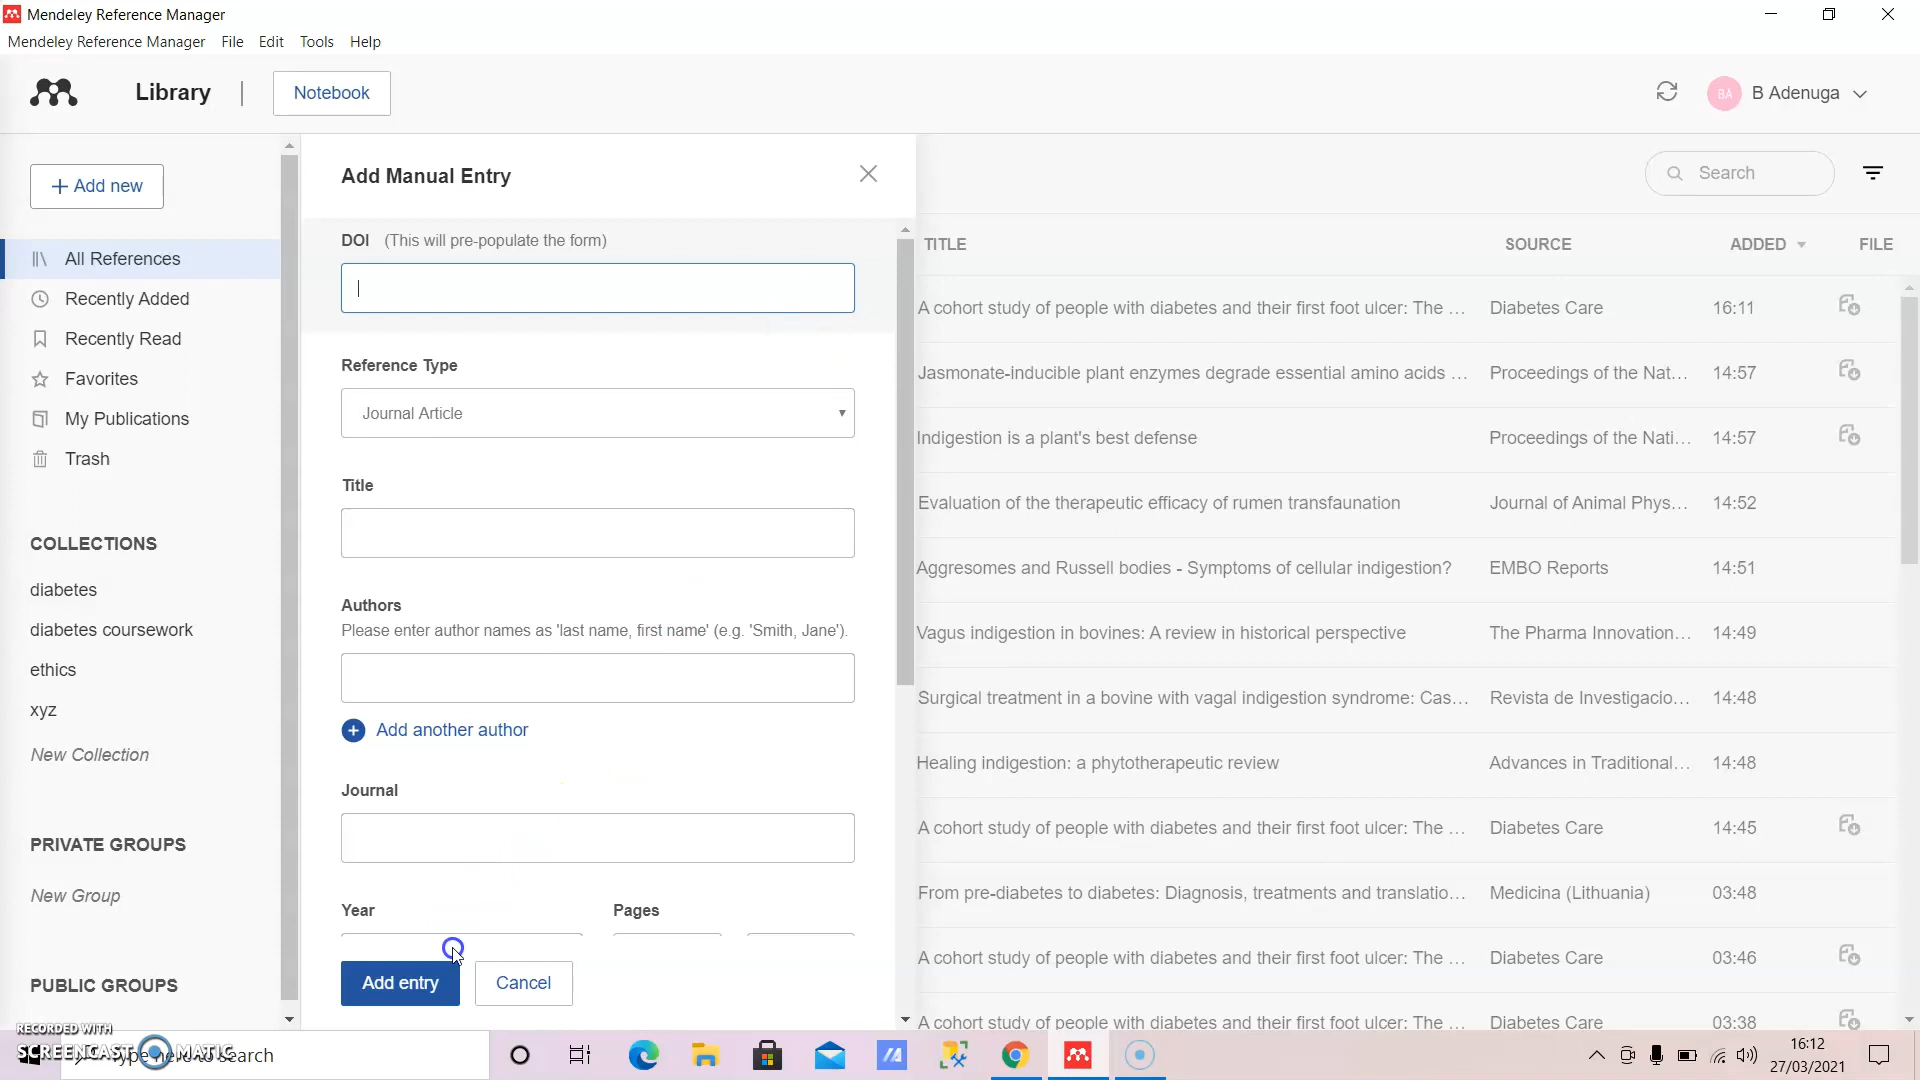 Mendeley Reference Manager
Mendeley Reference Manager File Edit Tools Help
Library | Notebook
BA B Adenuga
+ Add new
All References
Recently Added
Recently Read
Favorites
My Publications
Trash
COLLECTIONS
diabetes
diabetes coursework
ethics
xyz
New Collection
PRIVATE GROUPS
New Group
PUBLIC GROUPS
Add Manual Entry
DOI (This will pre-populate the form)
Reference Type
Journal Article
Title
Authors
Please enter author names as 'last name, first name' (e.g. 'Smith, Jane').
Add another author
Journal
Year Pages
Add entry Cancel
Search
TITLE SOURCE ADDED FILE
A cohort study of people with diabetes and their first foot ulcer: The ... Diabetes Care 16:11
Jasmonate-inducible plant enzymes degrade essential amino acids ... Proceedings of the Nat... 14:57
Indigestion is a plant's best defense Proceedings of the Nati... 14:57
Evaluation of the therapeutic efficacy of rumen transfaunation Journal of Animal Phys... 14:52
Aggresomes and Russell bodies - Symptoms of cellular indigestion? EMBO Reports 14:51
Vagus indigestion in bovines: A review in historical perspective The Pharma Innovation... 14:49
Surgical treatment in a bovine with vagal indigestion syndrome: Cas... Revista de Investigacio... 14:48
Healing indigestion: a phytotherapeutic review Advances in Traditional... 14:48
A cohort study of people with diabetes and their first foot ulcer: The ... Diabetes Care 14:45
From pre-diabetes to diabetes: Diagnosis, treatments and translatio... Medicina (Lithuania) 03:48
A cohort study of people with diabetes and their first foot ulcer: The ... Diabetes Care 03:46
A cohort study of people with diabetes and their first foot ulcer: The ... Diabetes Care 03:38
RECORDED WITH
SCREENCAST MATIC
Type here to search
16:12
27/03/2021